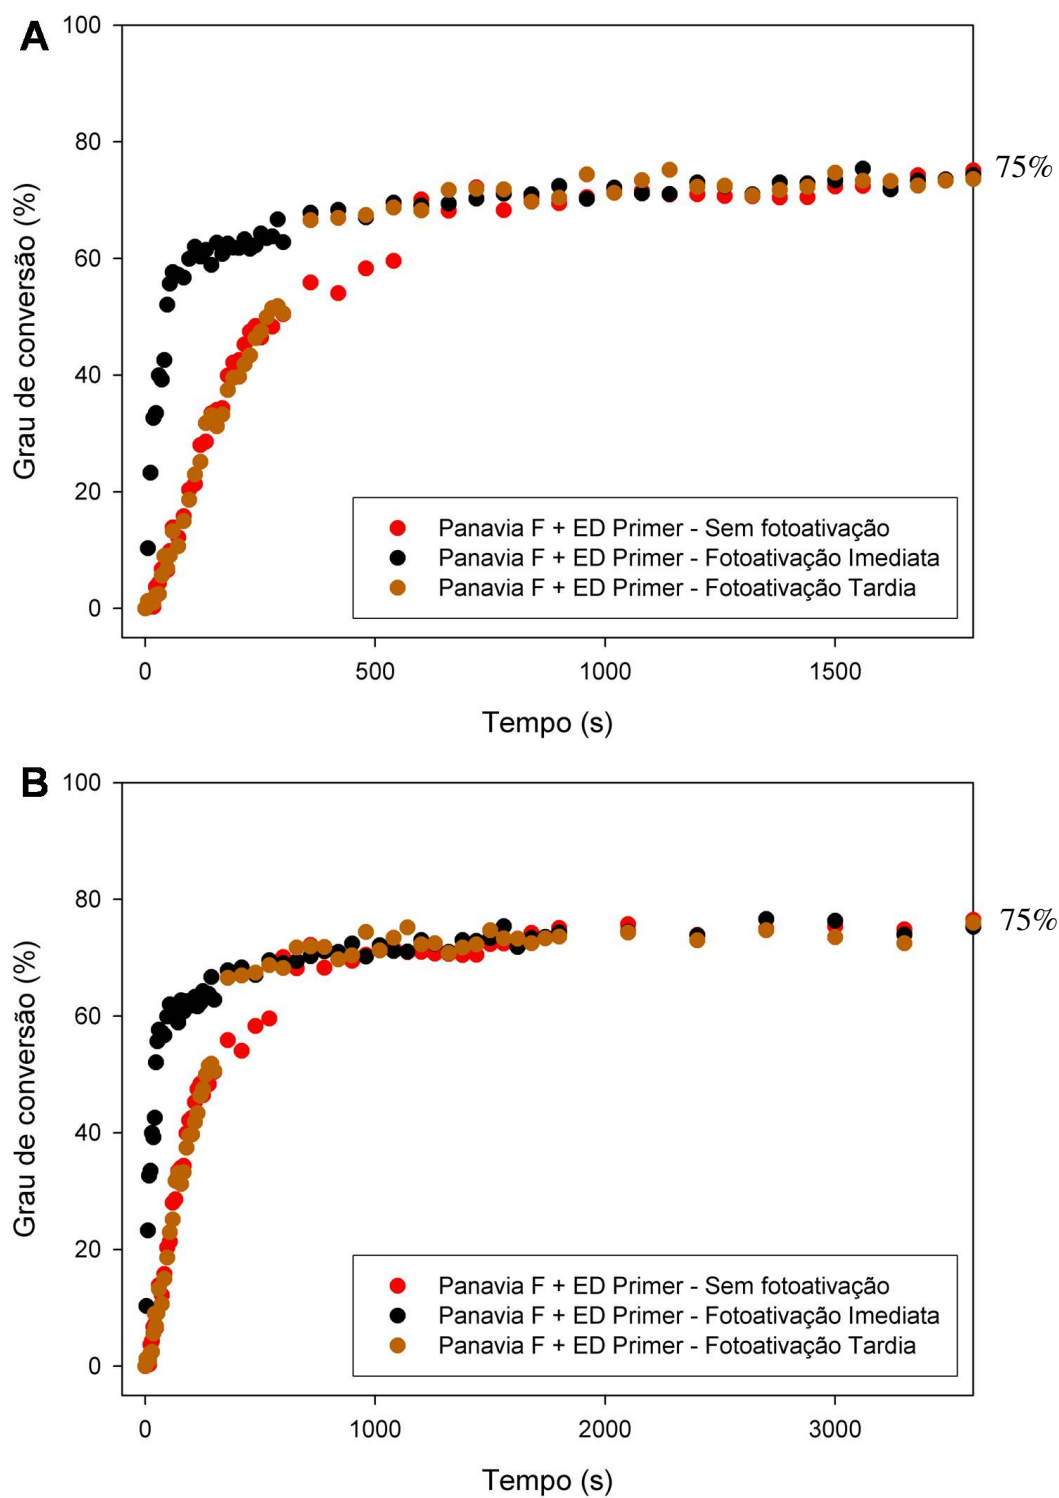 A
100
80
60
40
20
0
Grau de conversão (%)
75%
Panavia F + ED Primer - Sem fotoativação
Panavia F + ED Primer - Fotoativação Imediata
Panavia F + ED Primer - Fotoativação Tardia
0 500 1000 1500
Tempo (s)
B
100
80
60
40
20
0
Grau de conversão (%)
75%
Panavia F + ED Primer - Sem fotoativação
Panavia F + ED Primer - Fotoativação Imediata
Panavia F + ED Primer - Fotoativação Tardia
0 1000 2000 3000
Tempo (s)